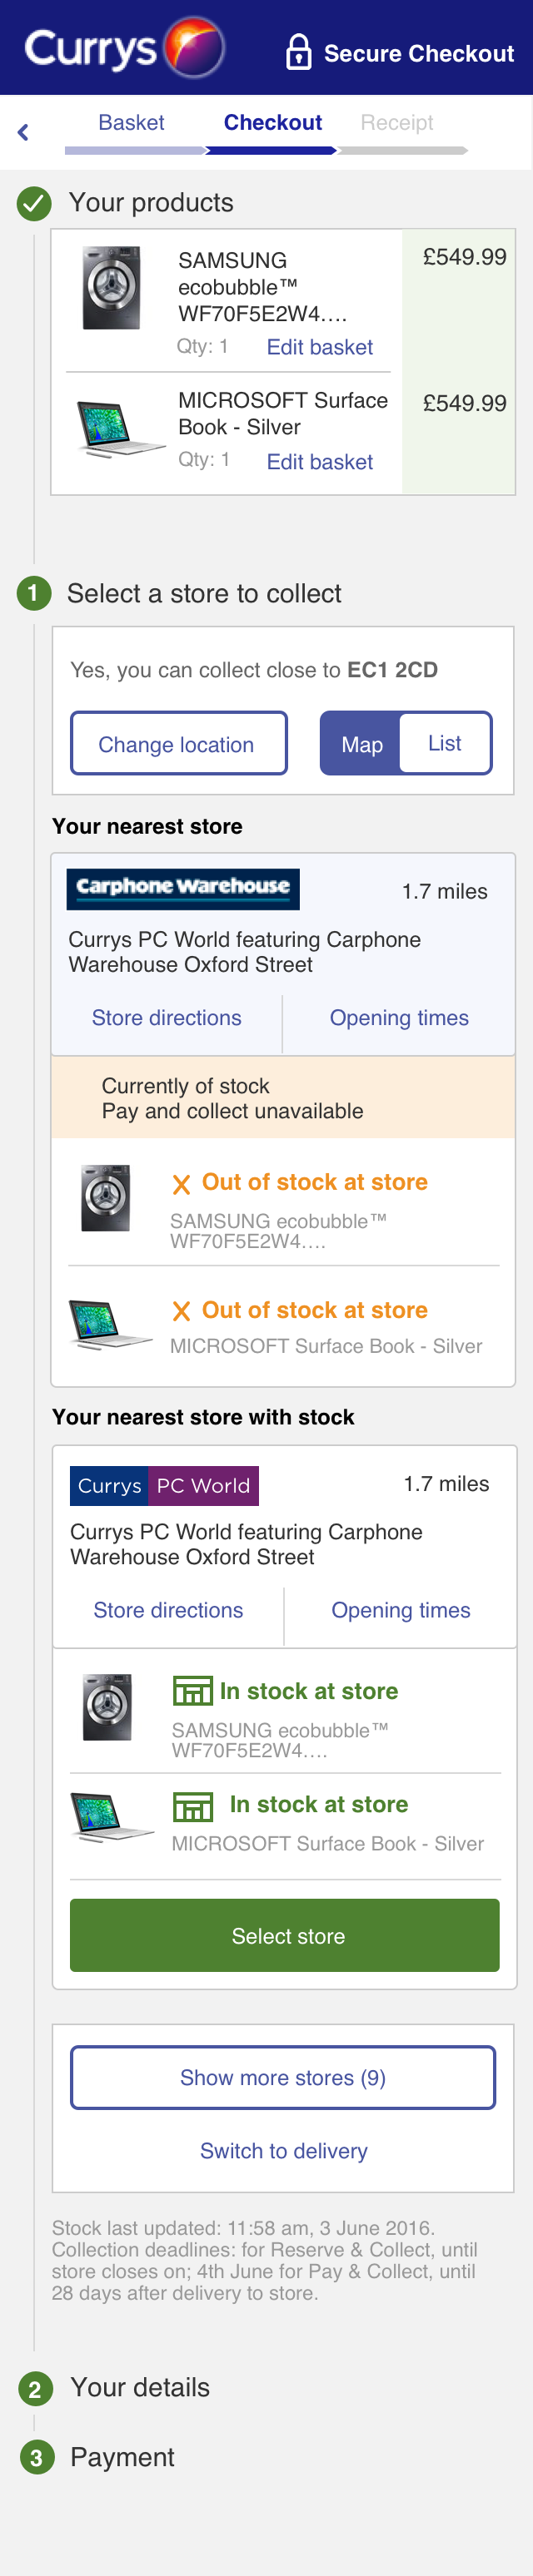 Currys
Secure Checkout
Basket
Checkout
Receipt
Your products
SAMSUNG
ecobubble™
WF70F5E2W4....
£549.99
Qty: 1
Edit basket
MICROSOFT Surface
Book - Silver
£549.99
Qty: 1
Edit basket
1
Select a store to collect
Yes, you can collect close to EC1 2CD
Change location
Map
List
Your nearest store
Carphone Warehouse
1.7 miles
Currys PC World featuring Carphone
Warehouse Oxford Street
Store directions
Opening times
Currently of stock
Pay and collect unavailable
X Out of stock at store
SAMSUNG ecobubble™
WF70F5E2W4....
X Out of stock at store
MICROSOFT Surface Book - Silver
Your nearest store with stock
Currys PC World
1.7 miles
Currys PC World featuring Carphone
Warehouse Oxford Street
Store directions
Opening times
In stock at store
SAMSUNG ecobubble™
WF70F5E2W4....
In stock at store
MICROSOFT Surface Book - Silver
Select store
Show more stores (9)
Switch to delivery
Stock last updated: 11:58 am, 3 June 2016.
Collection deadlines: for Reserve & Collect, until
store closes on; 4th June for Pay & Collect, until
28 days after delivery to store.
2
Your details
3
Payment